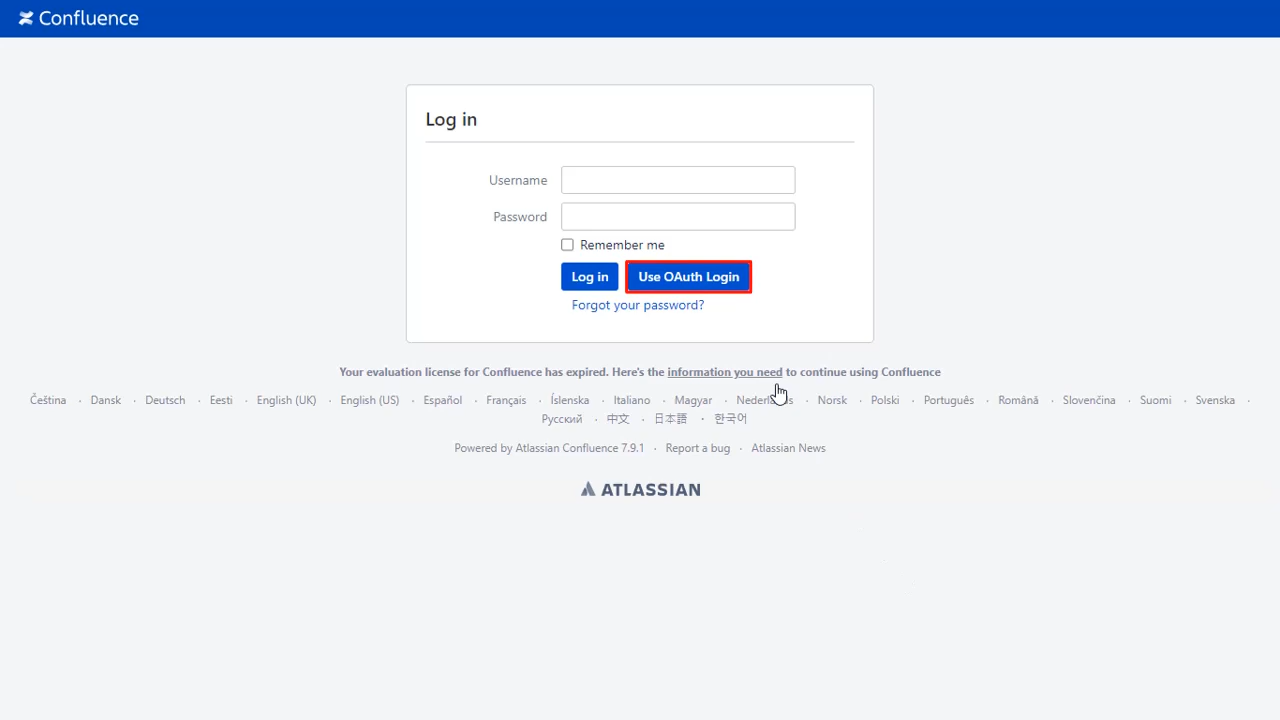 Confluence
Log in
Username
Password
Remember me
Log in Use OAuth Login
Forgot your password?
Your evaluation license for Confluence has expired. Here's the information you need to continue using Confluence
Čeština · Dansk · Deutsch · Eesti · English (UK) · English (US) · Español · Français · Íslenska · Italiano · Magyar · Nederlands · Norsk · Polski · Português · Română · Slovenčina · Suomi · Svenska ·
Русский · 中文 · 日本語 · 한국어
Powered by Atlassian Confluence 7.9.1 · Report a bug · Atlassian News
ATLASSIAN